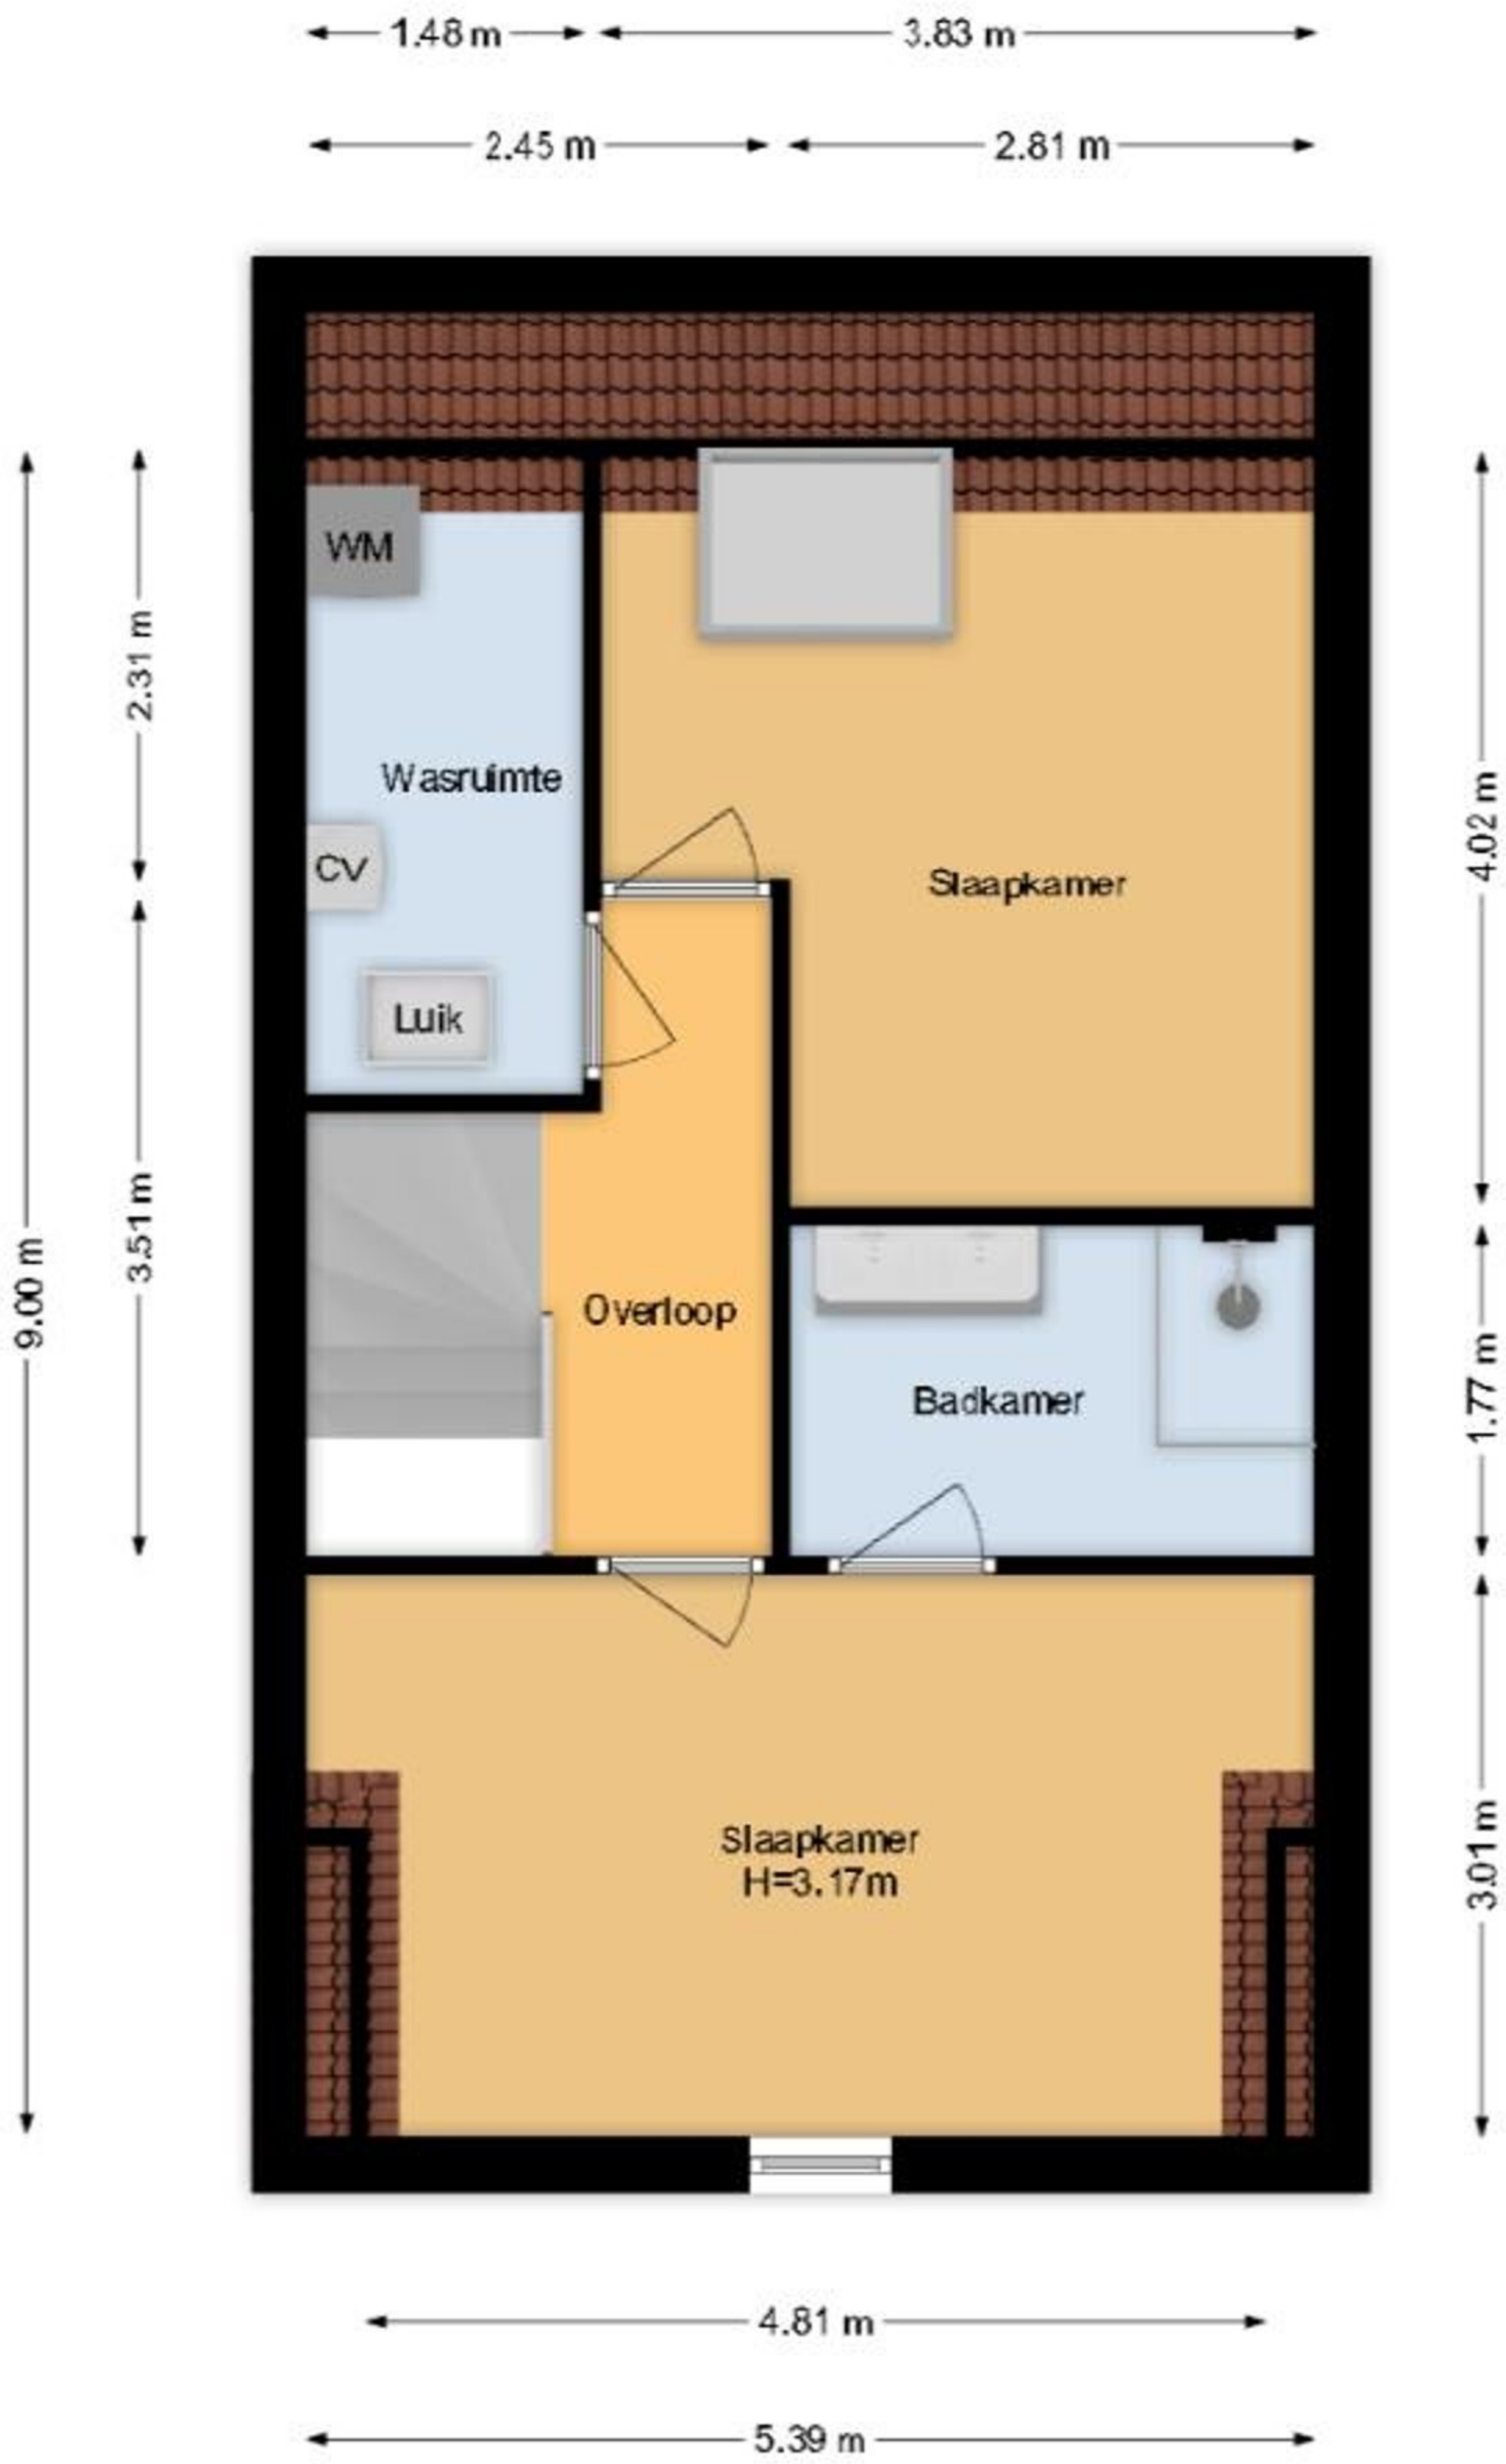 1.48 m
3.83 m
2.45 m
2.81 m
WM
2.31 m
Wasruimte
4.02 m
CV
Slaapkamer
Luik
3.51 m
9.00 m
Overloop
Badkamer
1.77 m
Slaapkamer
H=3.17m
3.01 m
4.81 m
5.39 m